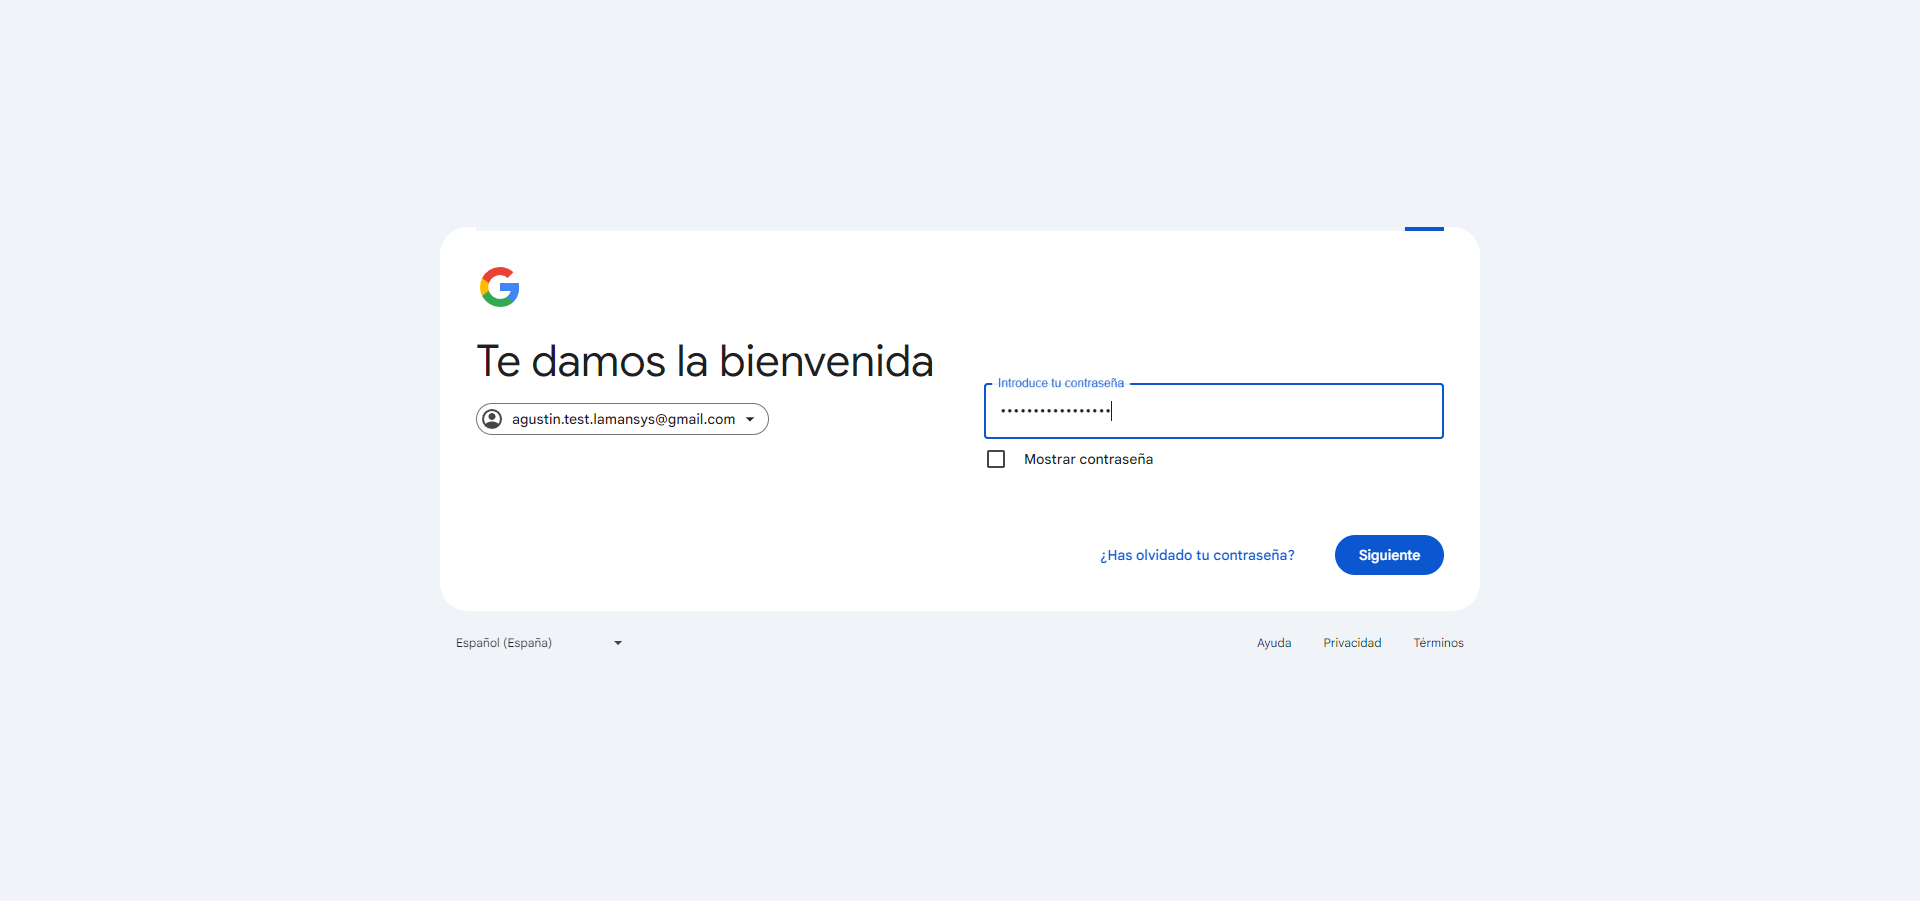 Te damos la bienvenida
agustin.test.lamansys@gmail.com
Introduce tu contraseña
•••••••••••••••••
Mostrar contraseña
¿Has olvidado tu contraseña?
Siguiente
Español (España)
Ayuda
Privacidad
Términos